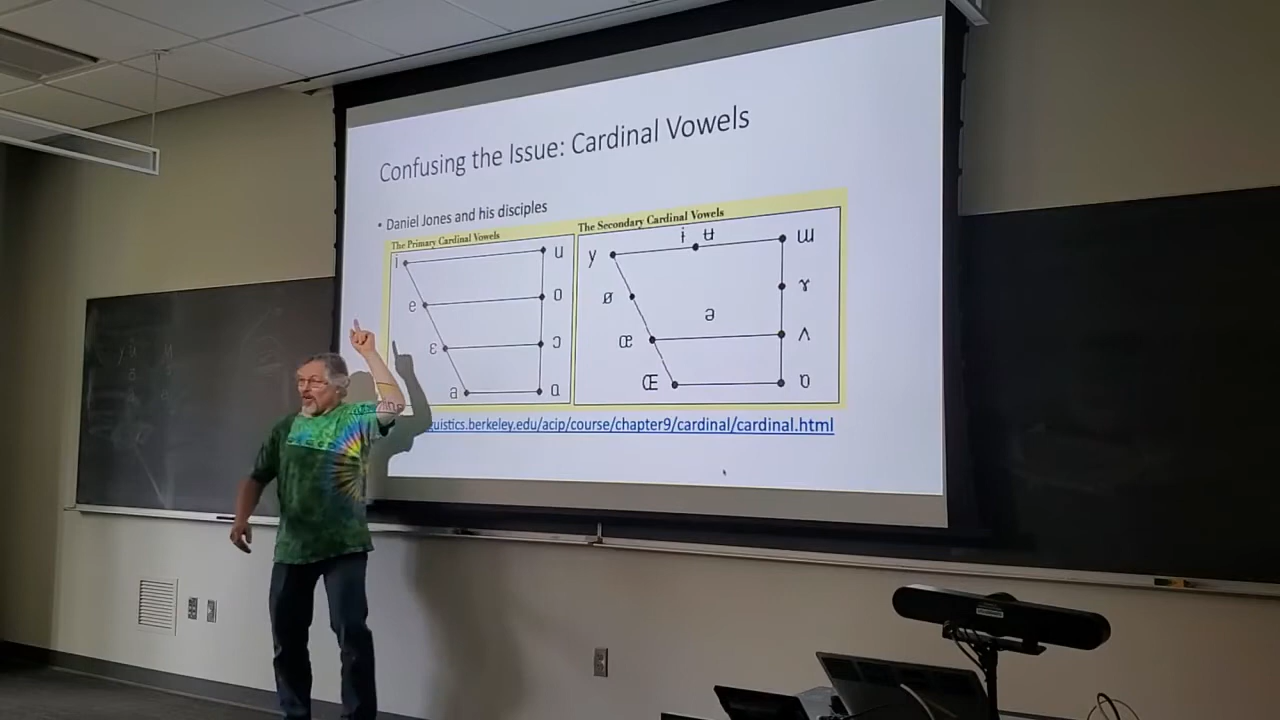 Confusing the Issue: Cardinal Vowels
• Daniel Jones and his disciples
The Primary Cardinal Vowels
i u
e o
ɛ ɔ
a ɑ
The Secondary Cardinal Vowels
y ɨ ʉ ɯ
ø ɤ
ə
œ ʌ
Œ ɒ
uistics.berkeley.edu/acip/course/chapter9/cardinal/cardinal.html